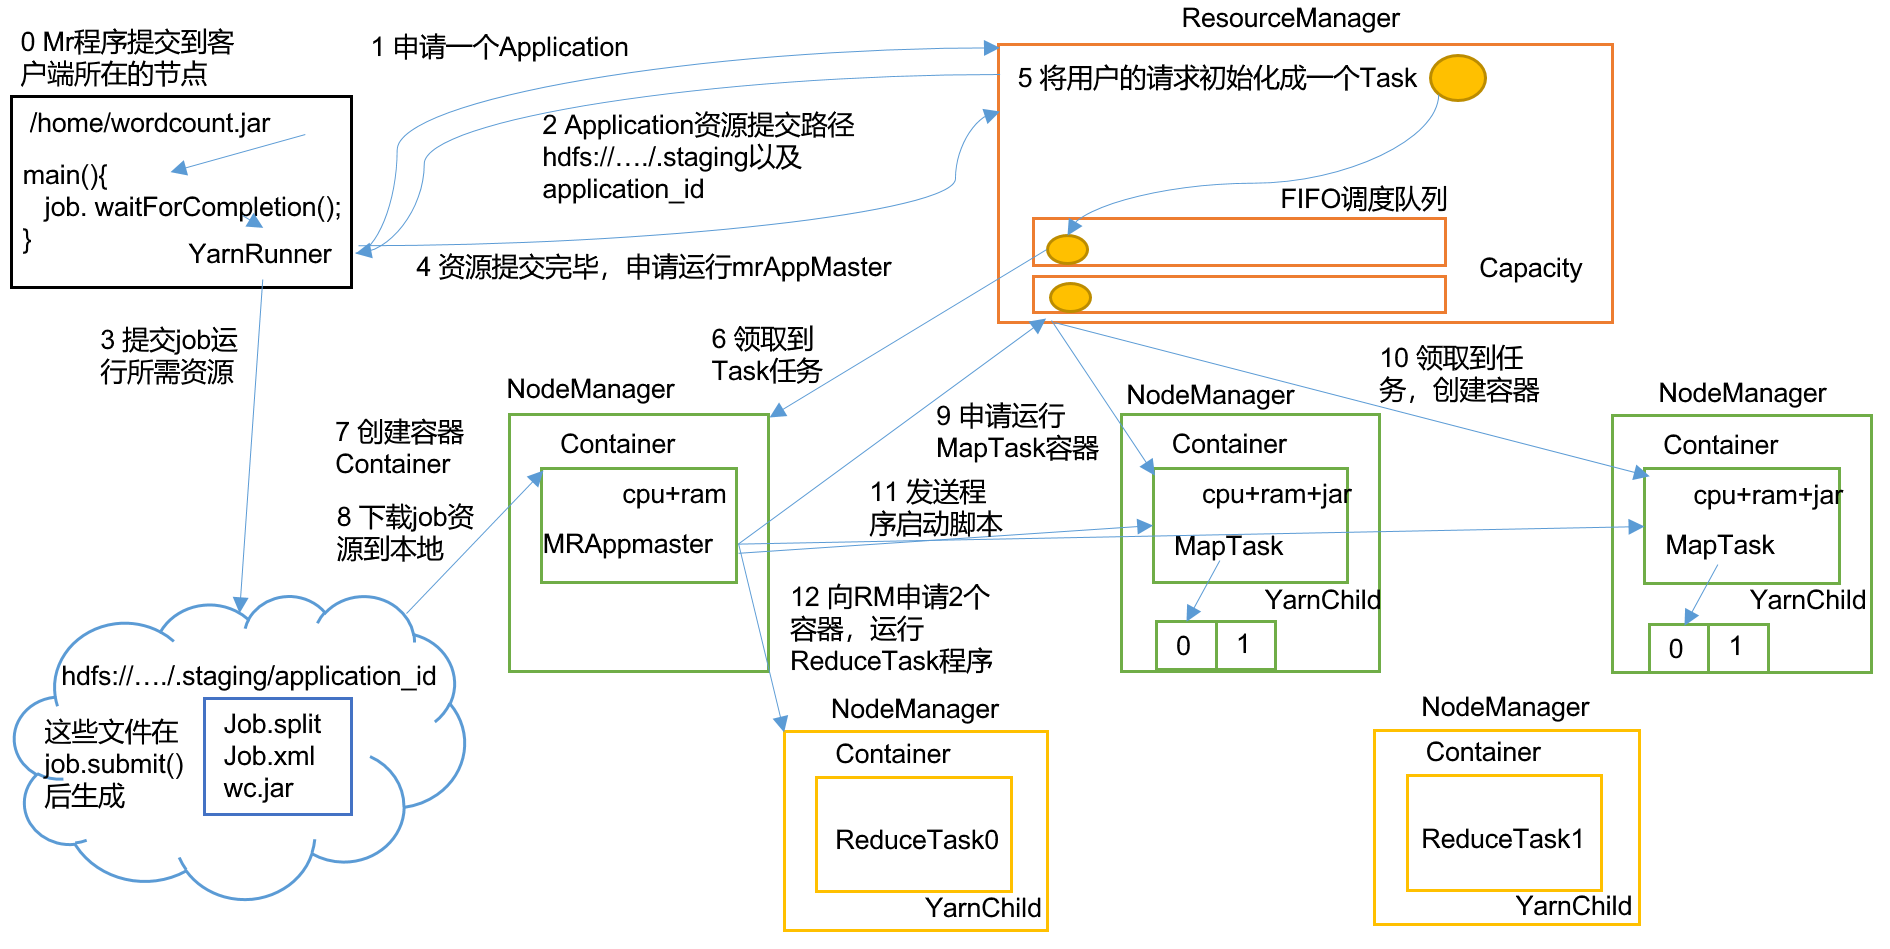 ResourceManager
0 Mr程序提交到客
户端所在的节点
/home/wordcount.jar
main(){
job. waitForCompletion();
}
YarnRunner
1 申请一个Application
2 Application资源提交路径
hdfs://…./.staging以及
application_id
4 资源提交完毕，申请运行mrAppMaster
5 将用户的请求初始化成一个Task
FIFO调度队列
Capacity
3 提交job运
行所需资源
6 领取到
Task任务
7 创建容器
Container
8 下载job资
源到本地
NodeManager
Container
cpu+ram
MRAppmaster
9 申请运行
MapTask容器
10 领取到任
务，创建容器
11 发送程
序启动脚本
NodeManager
Container
cpu+ram+jar
MapTask
YarnChild
0
1
NodeManager
Container
cpu+ram+jar
MapTask
YarnChild
0
1
12 向RM申请2个
容器，运行
ReduceTask程序
hdfs://…./.staging/application_id
这些文件在
job.submit()
后生成
Job.split
Job.xml
wc.jar
NodeManager
Container
ReduceTask0
YarnChild
NodeManager
Container
ReduceTask1
YarnChild